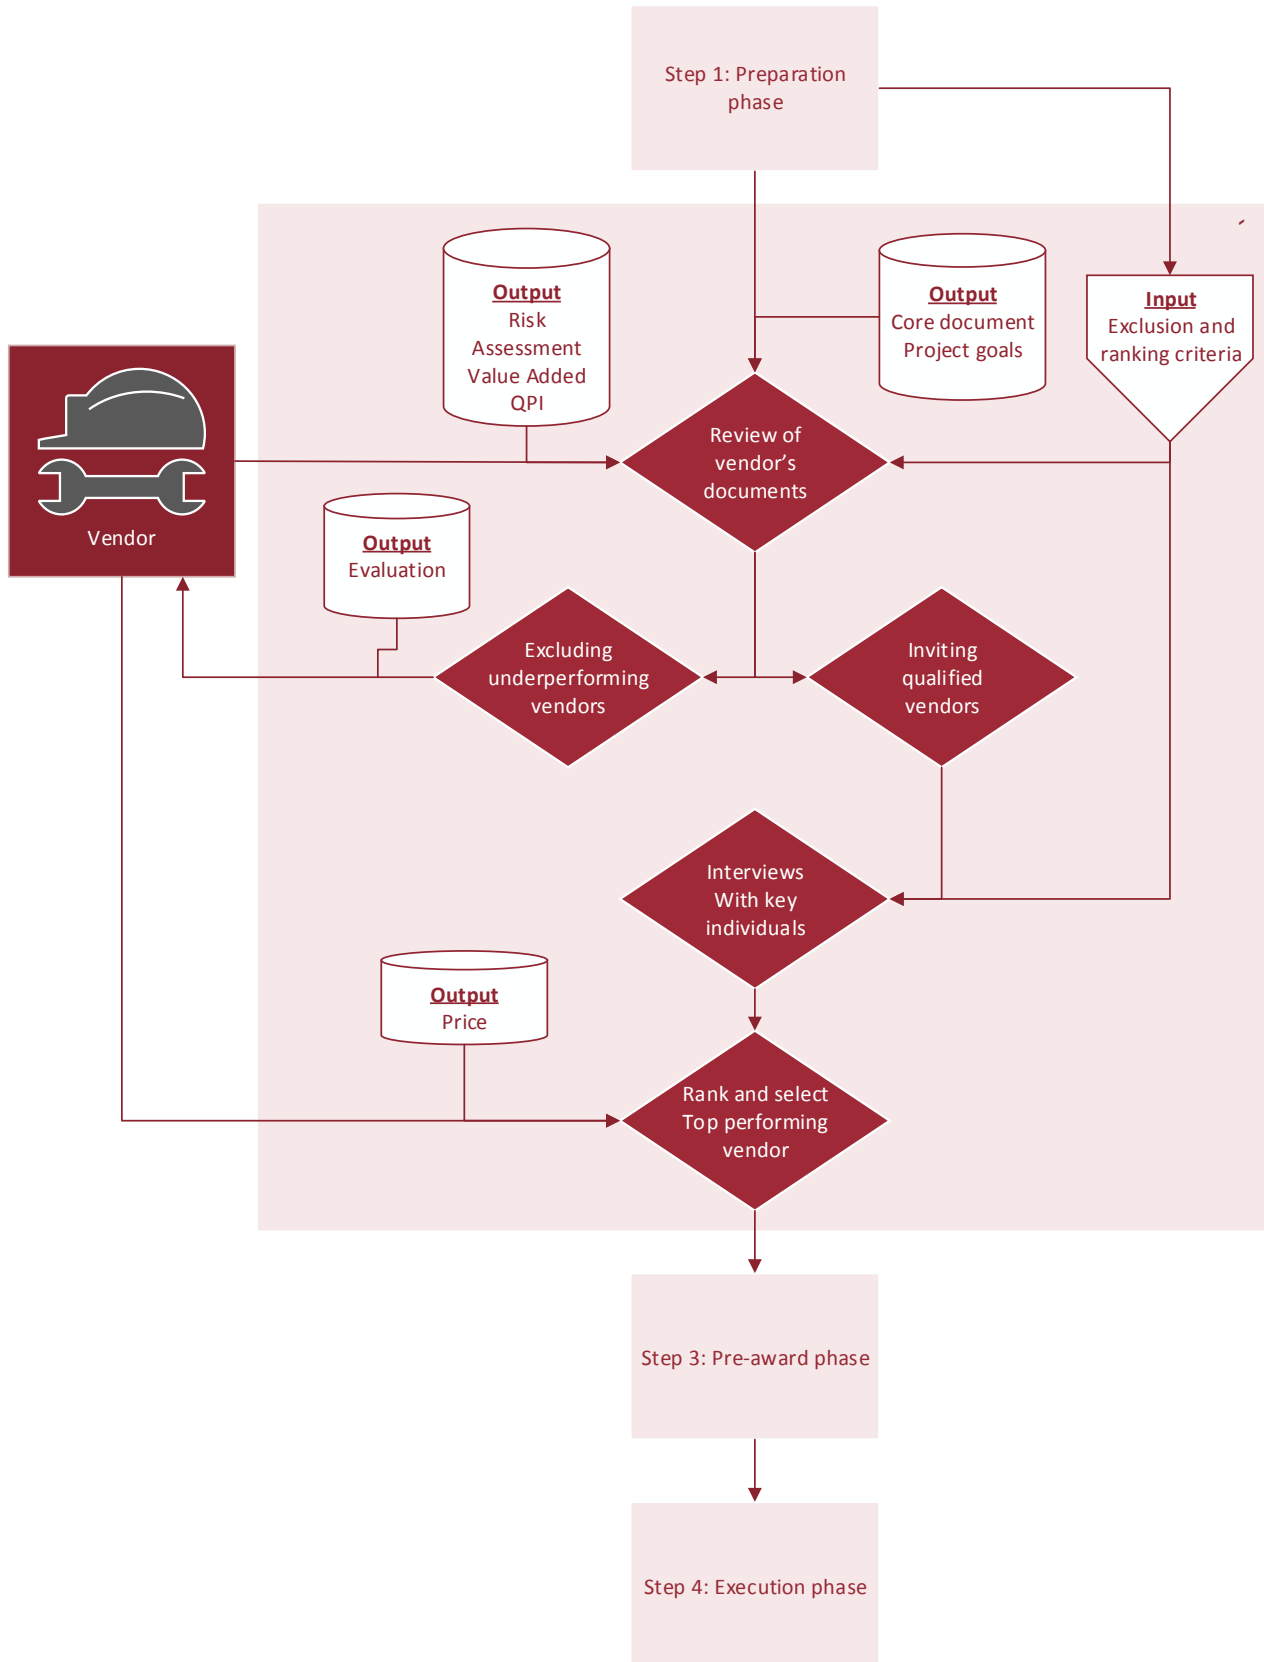 Step 1: Preparation
phase
Output
Risk
Assessment
Value Added
QPI
Output
Core document
Project goals
Input
Exclusion and
ranking criteria
Vendor
Review of
vendor's
documents
Output
Evaluation
Excluding
underperforming
vendors
Inviting
qualified
vendors
Interviews
With key
individuals
Output
Price
Rank and select
Top performing
vendor
Step 3: Pre-award phase
Step 4: Execution phase